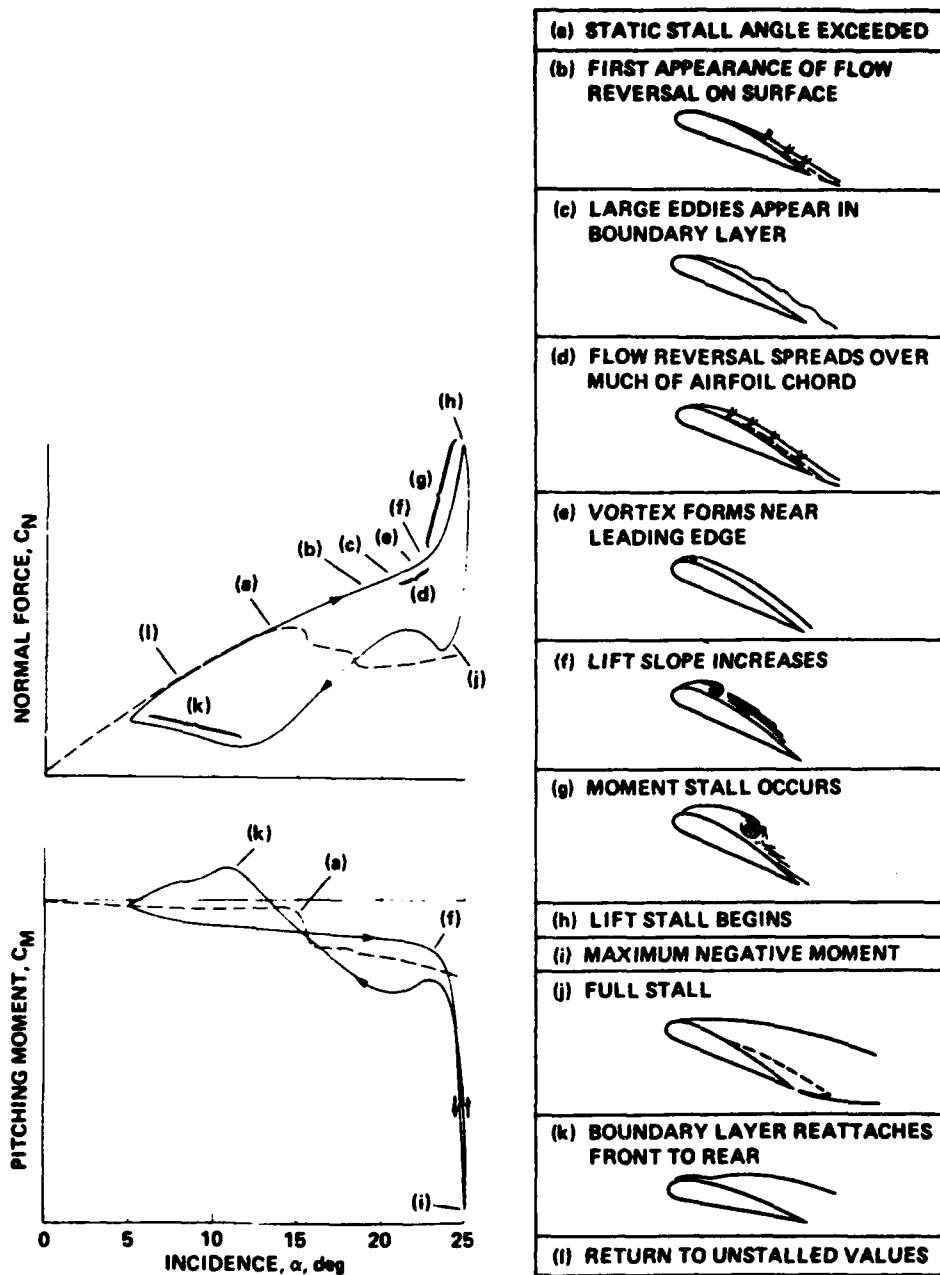 (h)
(g)
(f)
(e)
(c)
(b)
(d)
(a)
(l)
(j)
(k)
NORMAL FORCE, C_N
(k)
(a)
(f)
(i)
PITCHING MOMENT, C_M
0 5 10 15 20 25
INCIDENCE, α, deg
(a) STATIC STALL ANGLE EXCEEDED
(b) FIRST APPEARANCE OF FLOW
REVERSAL ON SURFACE
(c) LARGE EDDIES APPEAR IN
BOUNDARY LAYER
(d) FLOW REVERSAL SPREADS OVER
MUCH OF AIRFOIL CHORD
(e) VORTEX FORMS NEAR
LEADING EDGE
(f) LIFT SLOPE INCREASES
(g) MOMENT STALL OCCURS
(h) LIFT STALL BEGINS
(i) MAXIMUM NEGATIVE MOMENT
(j) FULL STALL
(k) BOUNDARY LAYER REATTACHES
FRONT TO REAR
(l) RETURN TO UNSTALLED VALUES